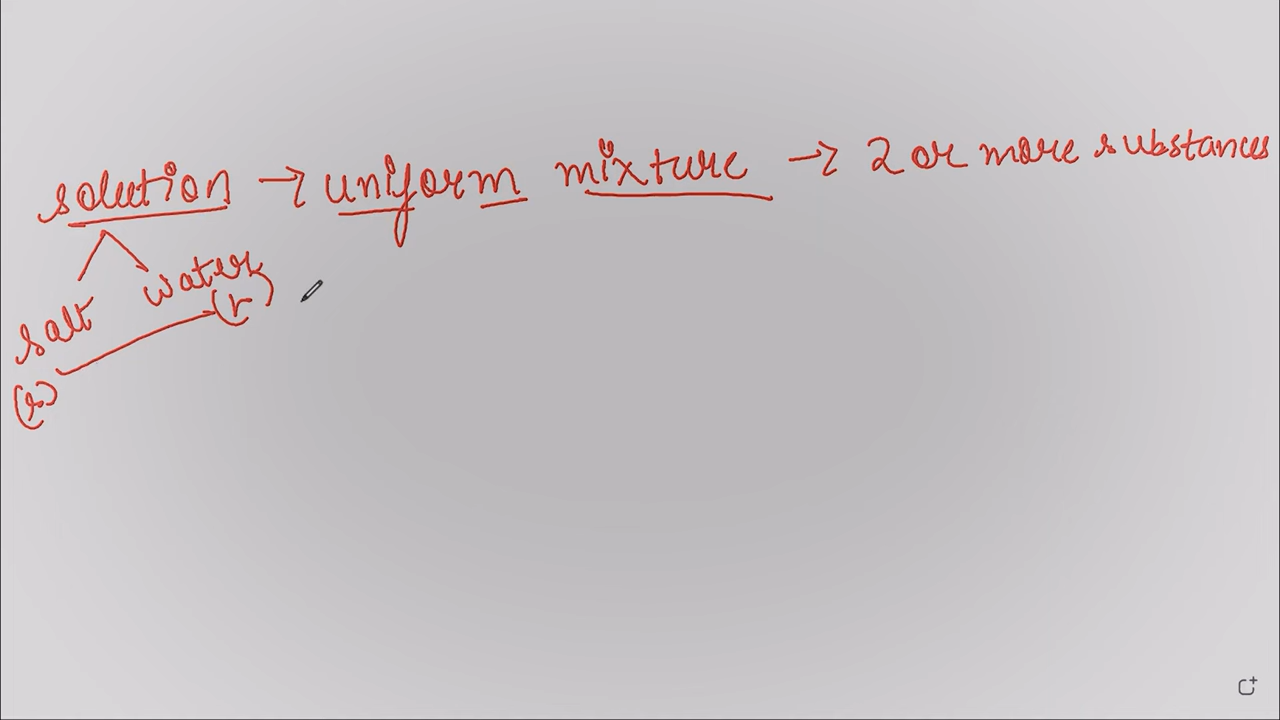 solution → uniform mixture → 2 or more substances
salt water
(s) → (r)